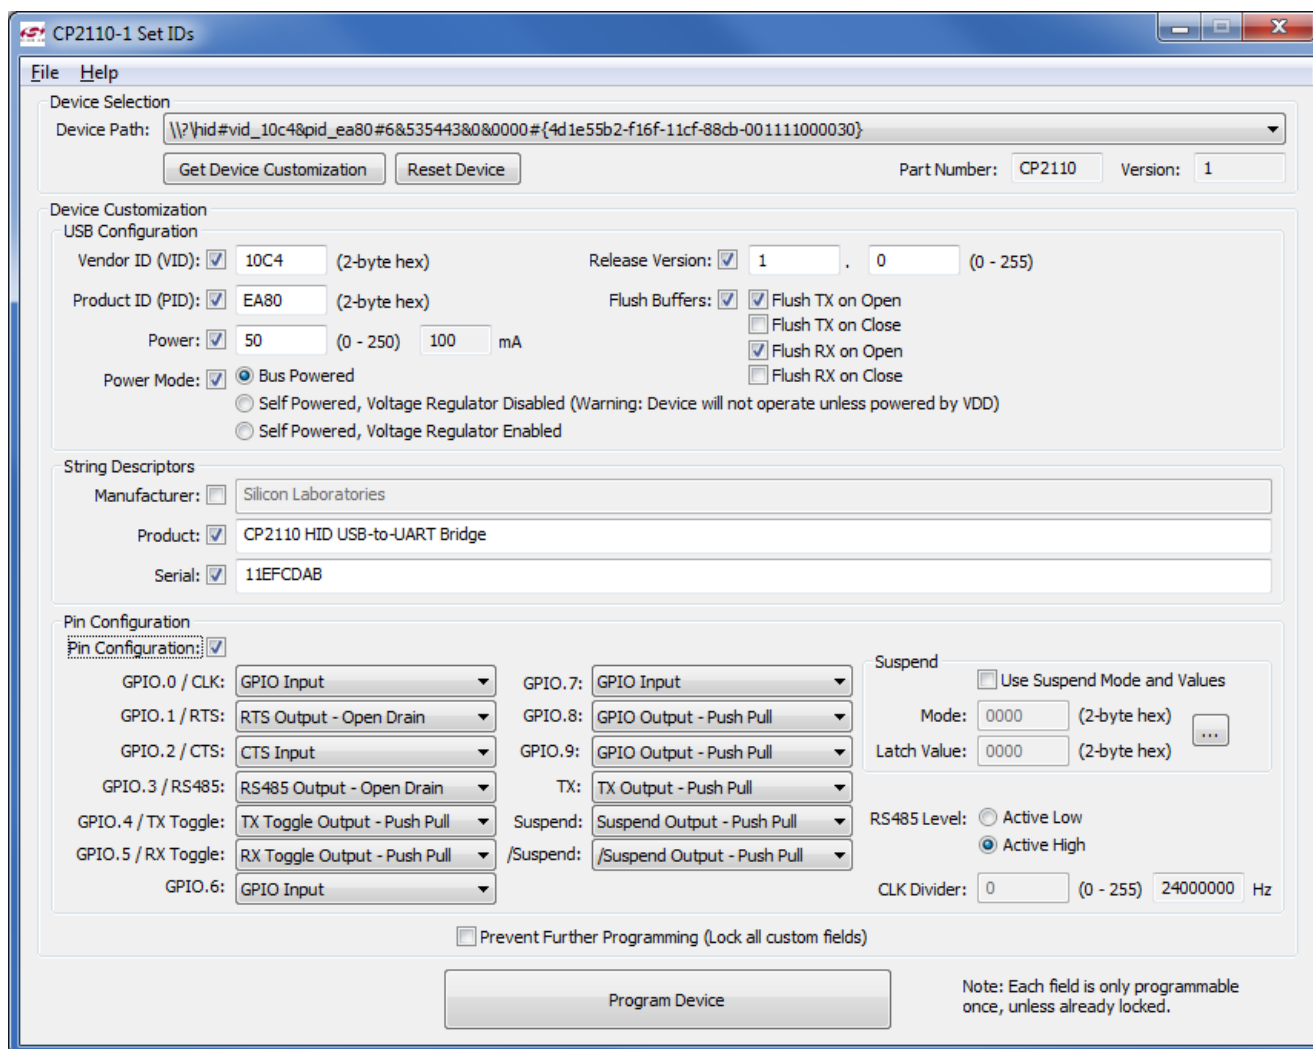 CP2110-1 Set IDs
File Help
Device Selection
Device Path: \\?\hid#vid_10c4&pid_ea80#6&535443&0&0000#{4d1e55b2-f16f-11cf-88cb-001111000030}
Get Device Customization Reset Device Part Number: CP2110 Version: 1
Device Customization
USB Configuration
Vendor ID (VID): 10C4 (2-byte hex) Release Version: 1 . 0 (0 - 255)
Product ID (PID): EA80 (2-byte hex) Flush Buffers: Flush TX on Open
Flush TX on Close
Power: 50 (0 - 250) 100 mA Flush RX on Open
Power Mode: Bus Powered Flush RX on Close
Self Powered, Voltage Regulator Disabled (Warning: Device will not operate unless powered by VDD)
Self Powered, Voltage Regulator Enabled
String Descriptors
Manufacturer: Silicon Laboratories
Product: CP2110 HID USB-to-UART Bridge
Serial: 11EFCDAB
Pin Configuration
Pin Configuration:
GPIO.0 / CLK: GPIO Input GPIO.7: GPIO Input Suspend
Use Suspend Mode and Values
GPIO.1 / RTS: RTS Output - Open Drain GPIO.8: GPIO Output - Push Pull Mode: 0000 (2-byte hex)
...
GPIO.2 / CTS: CTS Input GPIO.9: GPIO Output - Push Pull Latch Value: 0000 (2-byte hex)
GPIO.3 / RS485: RS485 Output - Open Drain TX: TX Output - Push Pull
GPIO.4 / TX Toggle: TX Toggle Output - Push Pull Suspend: Suspend Output - Push Pull RS485 Level: Active Low
GPIO.5 / RX Toggle: RX Toggle Output - Push Pull /Suspend: /Suspend Output - Push Pull Active High
GPIO.6: GPIO Input CLK Divider: 0 (0 - 255) 24000000 Hz
Prevent Further Programming (Lock all custom fields)
Program Device
Note: Each field is only programmable
once, unless already locked.